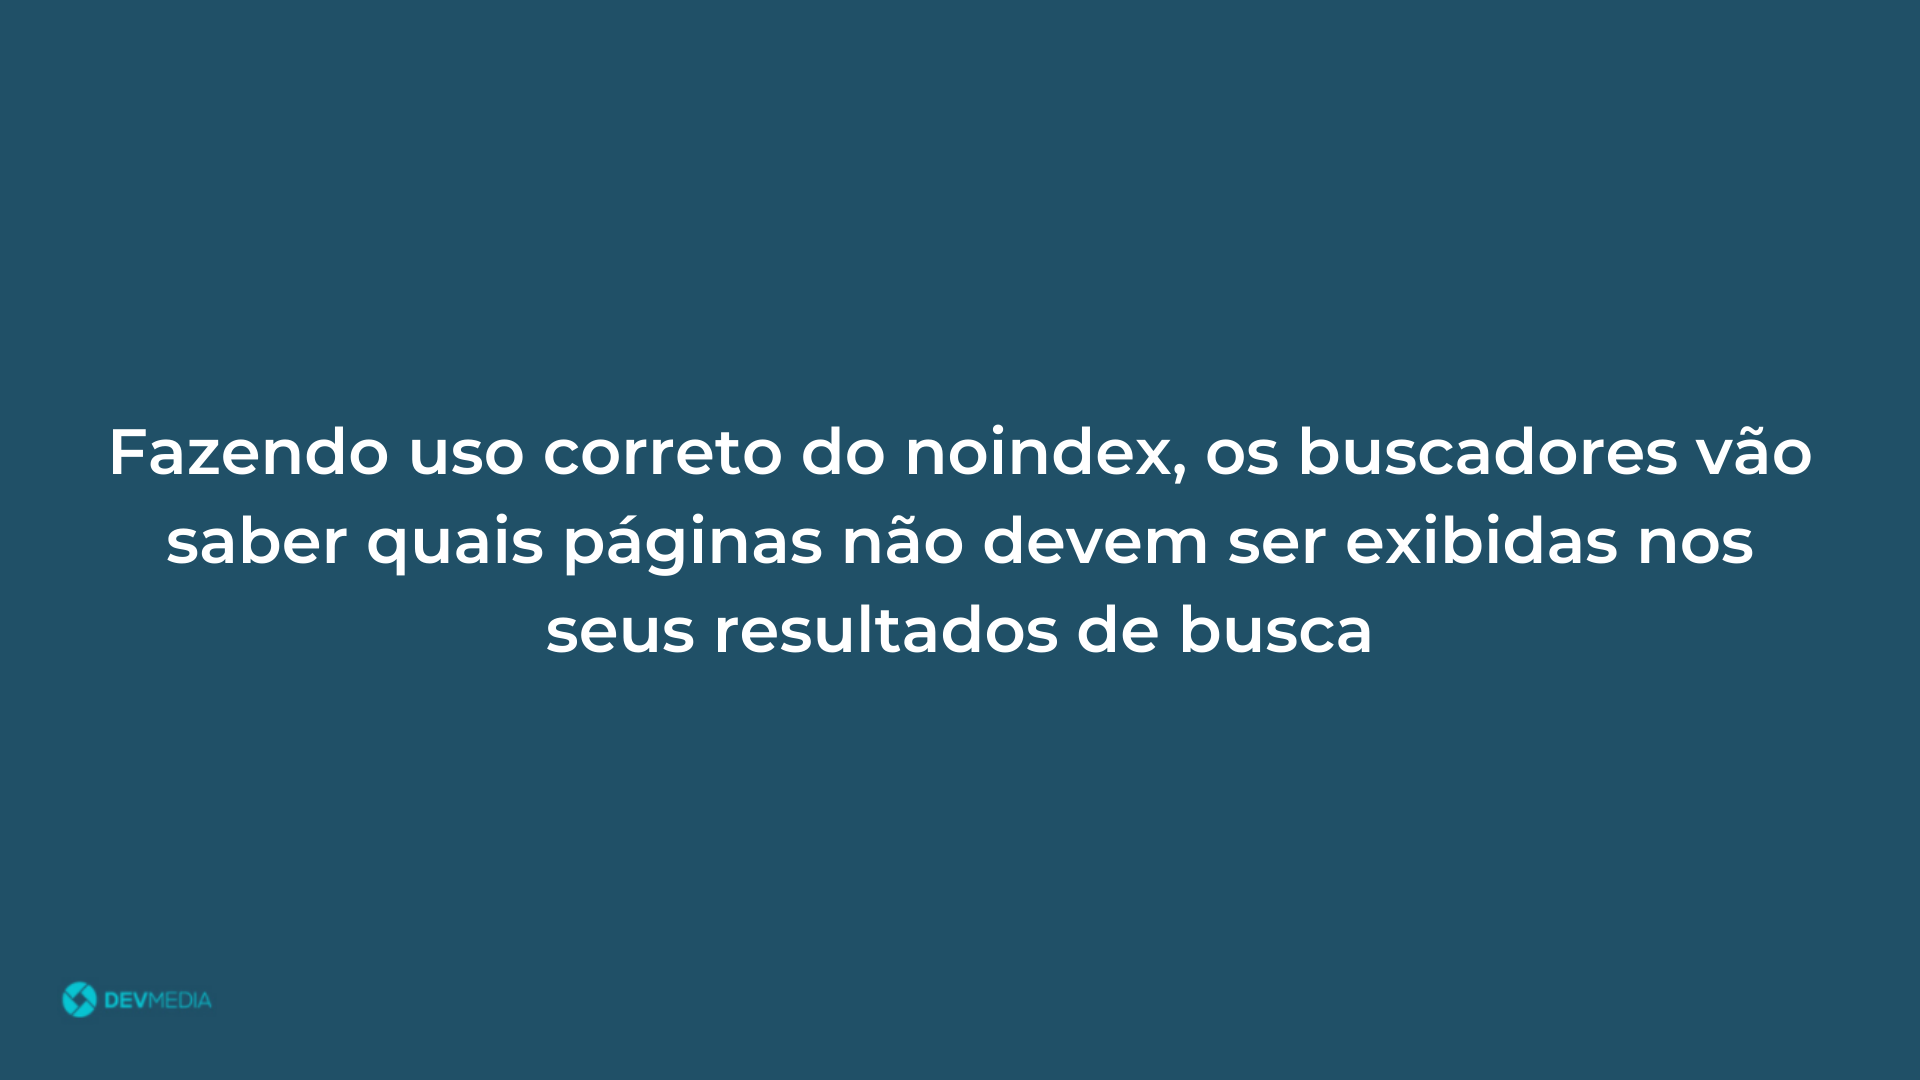 Fazendo uso correto do noindex, os buscadores vão
saber quais páginas não devem ser exibidas nos
seus resultados de busca
DEVMEDIA